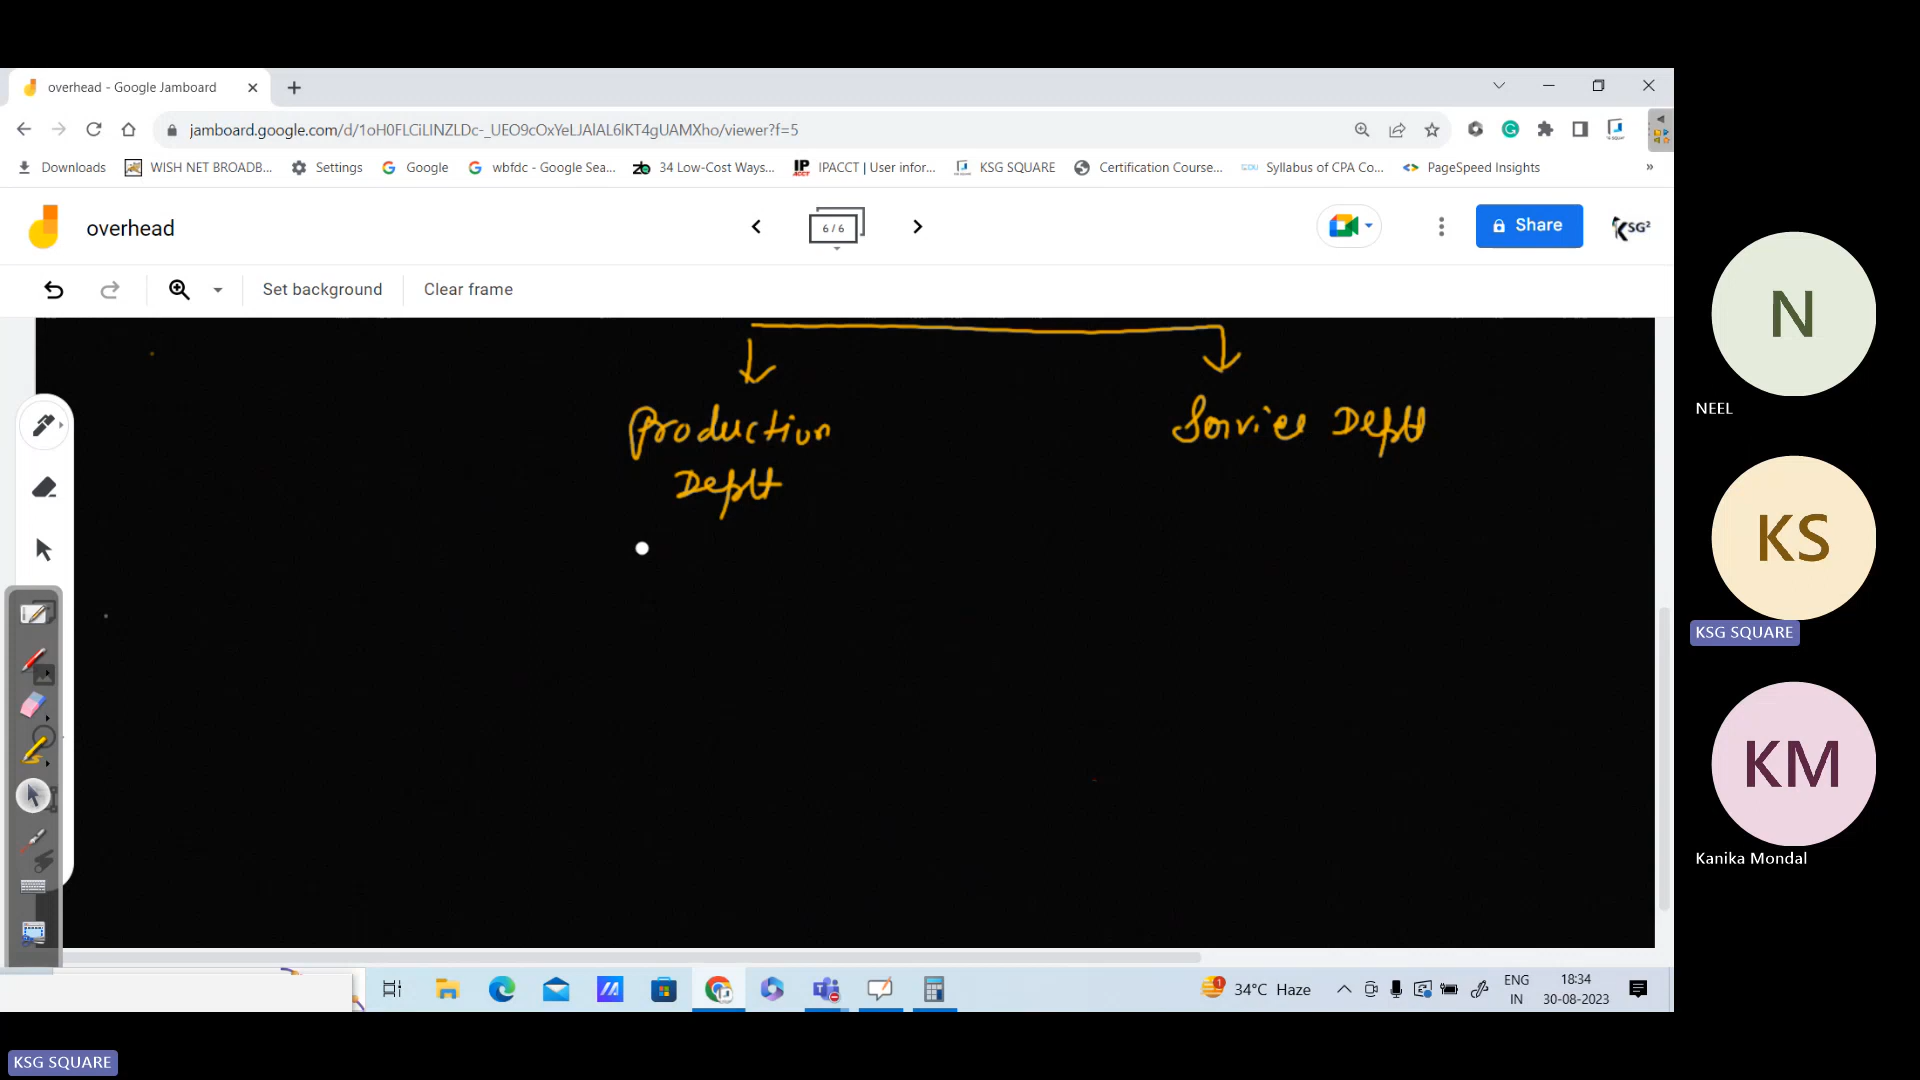 overhead - Google Jamboard
jamboard.google.com/d/1oH0FLCiLINZLDc-_UEO9cOxYeLJAlAL6lKT4gUAMXho/viewer?f=5
Downloads WISH NET BROADB... Settings Google wbfdc - Google Sea... 34 Low-Cost Ways... IPACCT | User infor... KSG SQUARE Certification Course... Syllabus of CPA Co... PageSpeed Insights »
overhead
6 / 6
Share
KSG²
Set background Clear frame
Production
Deptt
Service Deptt
N
NEEL
KS
KSG SQUARE
KM
Kanika Mondal
34°C Haze
ENG
IN
18:34
30-08-2023
KSG SQUARE